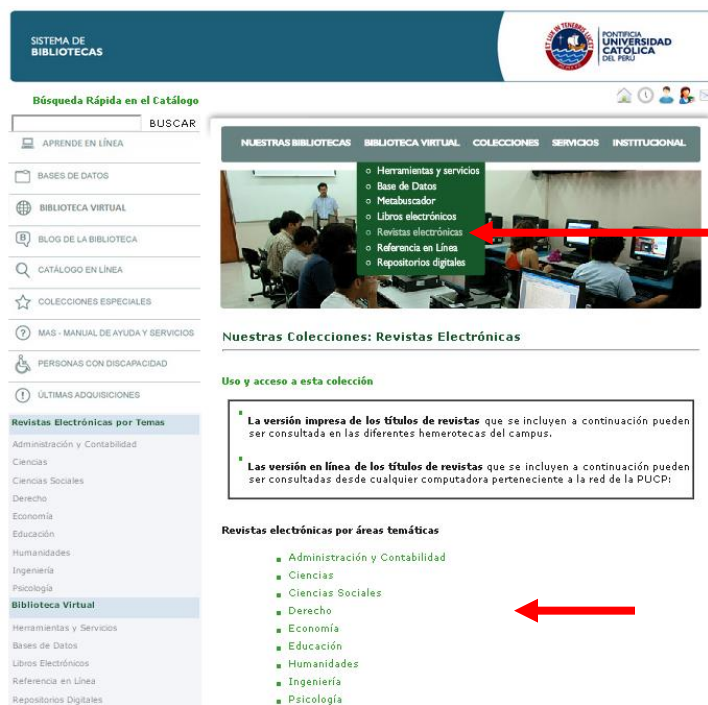 SISTEMA DE
BIBLIOTECAS
PONTIFICIA
UNIVERSIDAD
CATÓLICA
DEL PERÚ
ET LUX IN TENEBRIS LUCET
Búsqueda Rápida en el Catálogo
BUSCAR
APRENDE EN LÍNEA
BASES DE DATOS
BIBLIOTECA VIRTUAL
BLOG DE LA BIBLIOTECA
CATÁLOGO EN LÍNEA
COLECCIONES ESPECIALES
MAS - MANUAL DE AYUDA Y SERVICIOS
PERSONAS CON DISCAPACIDAD
ÚLTIMAS ADQUISICIONES
Revistas Electrónicas por Temas
Administración y Contabilidad
Ciencias
Ciencias Sociales
Derecho
Economía
Educación
Humanidades
Ingeniería
Psicología
Biblioteca Virtual
Herramientas y Servicios
Bases de Datos
Libros Electrónicos
Referencia en Línea
Repositorios Digitales
NUESTRAS BIBLIOTECAS BIBLIOTECA VIRTUAL COLECCIONES SERVICIOS INSTITUCIONAL
Herramientas y servicios
Base de Datos
Metabuscador
Libros electrónicos
Revistas electrónicas
Referencia en Línea
Repositorios digitales
Nuestras Colecciones: Revistas Electrónicas
Uso y acceso a esta colección
La versión impresa de los títulos de revistas que se incluyen a continuación pueden
ser consultada en las diferentes hemerotecas del campus.
Las versión en línea de los títulos de revistas que se incluyen a continuación pueden
ser consultadas desde cualquier computadora perteneciente a la red de la PUCP:
Revistas electrónicas por áreas temáticas
Administración y Contabilidad
Ciencias
Ciencias Sociales
Derecho
Economía
Educación
Humanidades
Ingeniería
Psicología